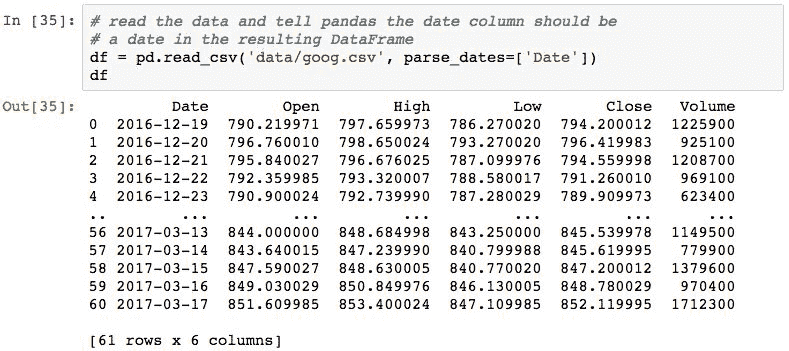 In [35]: # read the data and tell pandas the date column should be
# a date in the resulting DataFrame
df = pd.read_csv('data/goog.csv', parse_dates=['Date'])
df
Out[35]: Date Open High Low Close Volume
0 2016-12-19 790.219971 797.659973 786.270020 794.200012 1225900
1 2016-12-20 796.760010 798.650024 793.270020 796.419983 925100
2 2016-12-21 795.840027 796.676025 787.099976 794.559998 1208700
3 2016-12-22 792.359985 793.320007 788.580017 791.260010 969100
4 2016-12-23 790.900024 792.739990 787.280029 789.909973 623400
.. ... ... ... ... ... ...
56 2017-03-13 844.000000 848.684998 843.250000 845.539978 1149500
57 2017-03-14 843.640015 847.239990 840.799988 845.619995 779900
58 2017-03-15 847.590027 848.630005 840.770020 847.200012 1379600
59 2017-03-16 849.030029 850.849976 846.130005 848.780029 970400
60 2017-03-17 851.609985 853.400024 847.109985 852.119995 1712300
[61 rows x 6 columns]